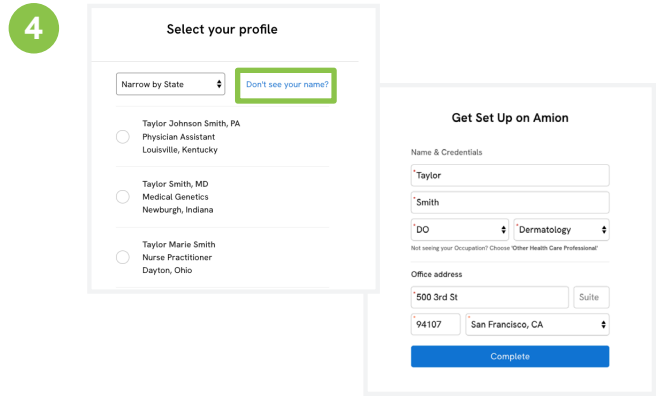 4
Select your profile
Narrow by State
Don't see your name?
Taylor Johnson Smith, PA
Physician Assistant
Louisville, Kentucky
Taylor Smith, MD
Medical Genetics
Newburgh, Indiana
Taylor Marie Smith
Nurse Practitioner
Dayton, Ohio
Get Set Up on Amion
Name & Credentials
*Taylor
*Smith
*DO
*Dermatology
Not seeing your Occupation? Choose 'Other Health Care Professional'
Office address
*500 3rd St
Suite
*94107
*San Francisco, CA
Complete